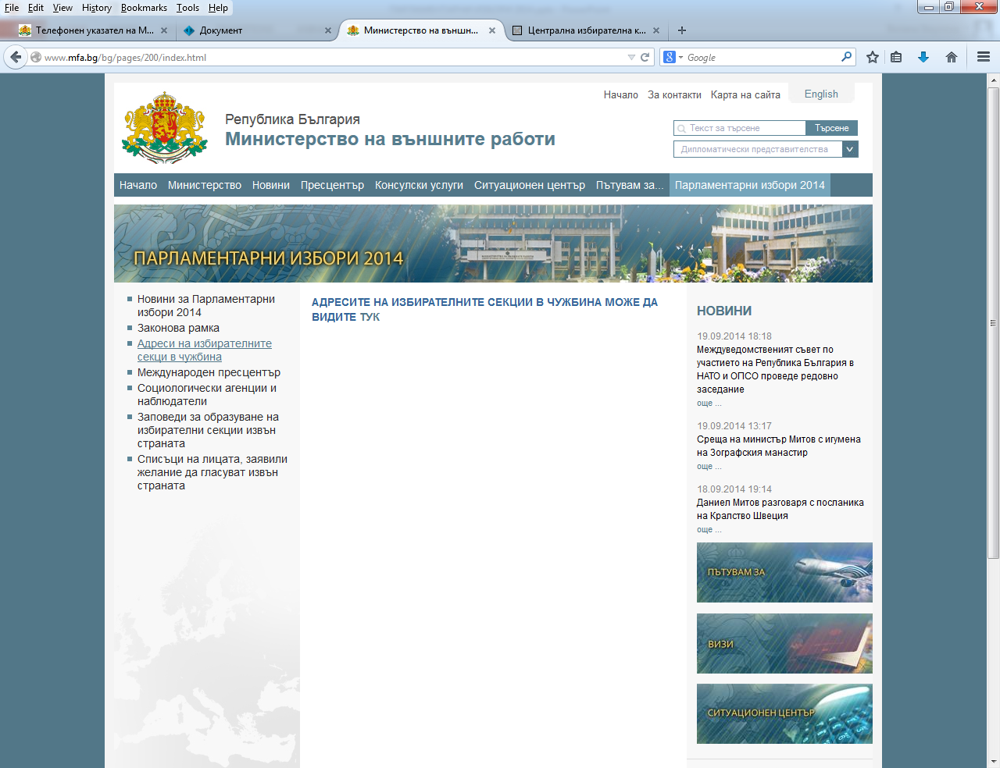 File Edit View History Bookmarks Tools Help
Телефонен указател на М...
Документ
Министерство на външн...
Централна избирателна к...
www.mfa.bg/bg/pages/200/index.html
Google
Начало За контакти Карта на сайта English
Република България
Министерство на външните работи
Текст за търсене Търсене
Дипломатически представителства
Начало Министерство Новини Пресцентър Консулски услуги Ситуационен център Пътувам за... Парламентарни избори 2014
ПАРЛАМЕНТАРНИ ИЗБОРИ 2014
Новини за Парламентарни
избори 2014
Законова рамка
Адреси на избирателните
секци в чужбина
Международен пресцентър
Социологически агенции и
наблюдатели
Заповеди за образуване на
избирателни секции извън
страната
Списъци на лицата, заявили
желание да гласуват извън
страната
АДРЕСИТЕ НА ИЗБИРАТЕЛНИТЕ СЕКЦИИ В ЧУЖБИНА МОЖЕ ДА
ВИДИТЕ ТУК
НОВИНИ
19.09.2014 18:18
Междуведомственият съвет по
участието на Република България в
НАТО и ОПСО проведе редовно
заседание
още ...
19.09.2014 13:17
Среща на министър Митов с игумена
на Зографския манастир
още ...
18.09.2014 19:14
Даниел Митов разговаря с посланика
на Кралство Швеция
още ...
ПЪТУВАМ ЗА
ВИЗИ
СИТУАЦИОНЕН ЦЕНТЪР